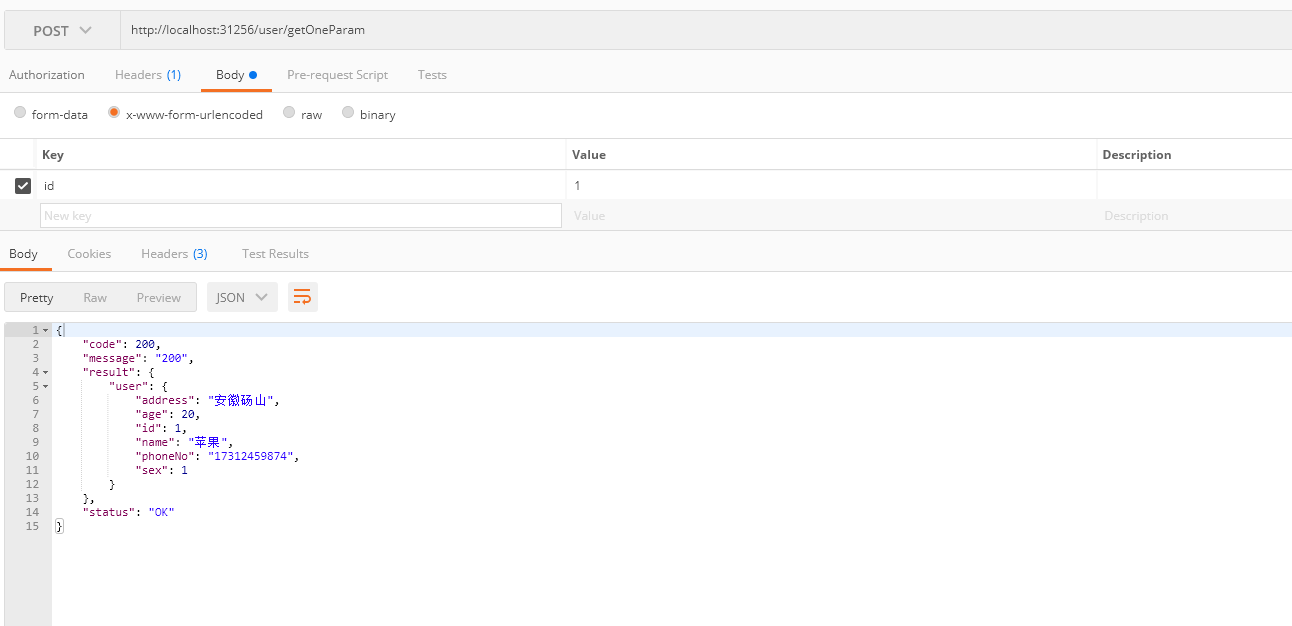 POST http://localhost:31256/user/getOneParam
Authorization Headers (1) Body Pre-request Script Tests
form-data x-www-form-urlencoded raw binary
Key Value Description
id 1
New key Value Description
Body Cookies Headers (3) Test Results
Pretty Raw Preview JSON
1 {
2 "code": 200,
3 "message": "200",
4 "result": {
5 "user": {
6 "address": "安徽砀山",
7 "age": 20,
8 "id": 1,
9 "name": "苹果",
10 "phoneNo": "17312459874",
11 "sex": 1
12 }
13 },
14 "status": "OK"
15 }